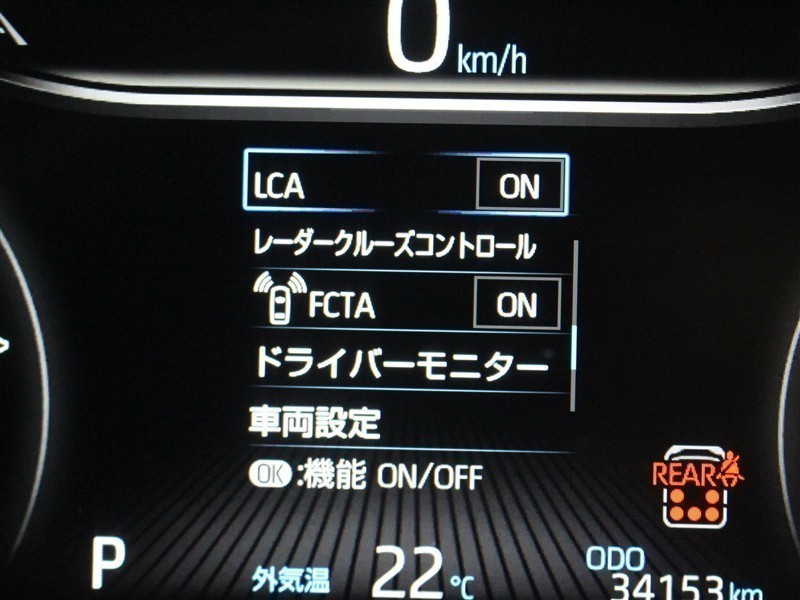 0 km/h
LCA ON
レーダークルーズコントロール
FCTA ON
ドライバーモニター
車両設定
OK:機能 ON/OFF
REAR
P 外気温 22℃ ODO
34153km